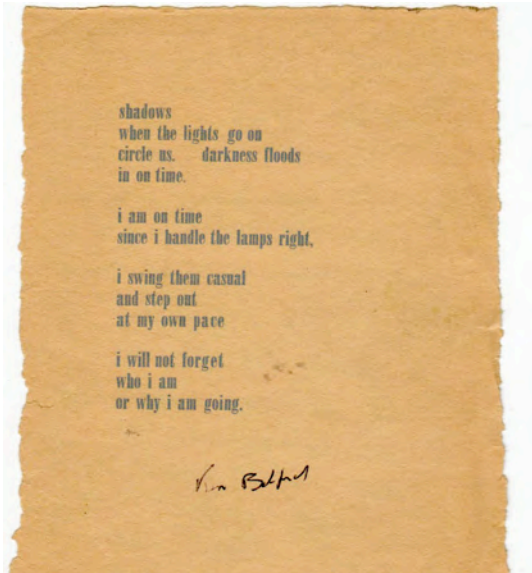 shadows
when the lights go on
circle us. darkness floods
in on time.
i am on time
since i handle the lamps right,
i swing them casual
and step out
at my own pace
i will not forget
who i am
or why i am going.
Ken Belford